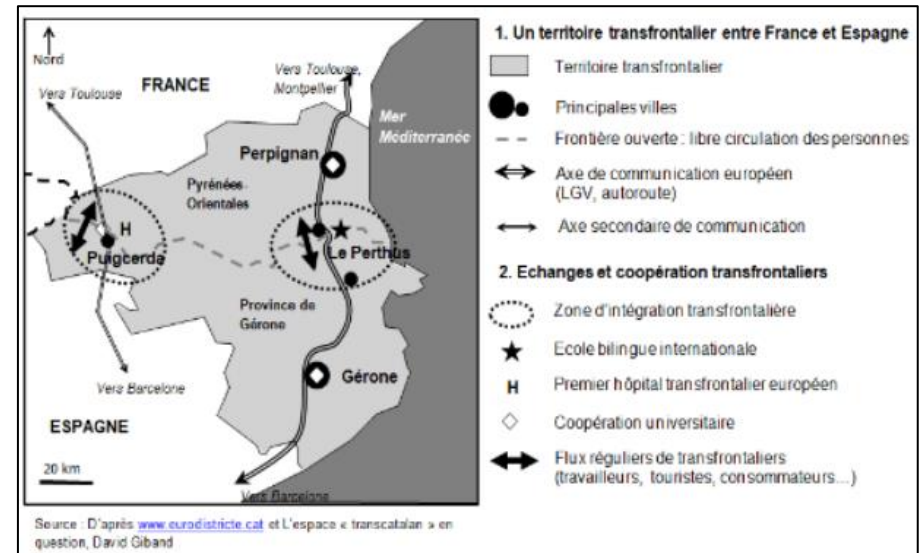 Nord
Vers Toulouse
FRANCE
Vers Toulouse,
Montpellier
Mer
Méditerranée
Perpignan
Pyrénées-
Orientales
H
Puigcerda
Le Perthus
Province de
Gérone
Gérone
Vers Barcelone
ESPAGNE
20 km
Vers Barcelone
1. Un territoire transfrontalier entre France et Espagne
Territoire transfrontalier
Principales villes
Frontière ouverte : libre circulation des personnes
Axe de communication européen
(LGV, autoroute)
Axe secondaire de communication
2. Echanges et coopération transfrontaliers
Zone d'intégration transfrontalière
Ecole bilingue internationale
H Premier hôpital transfrontalier européen
Coopération universitaire
Flux réguliers de transfrontaliers
(travailleurs, touristes, consommateurs…)
Source : D'après www.eurodistricte.cat et L'espace « transcatalan » en
question, David Giband